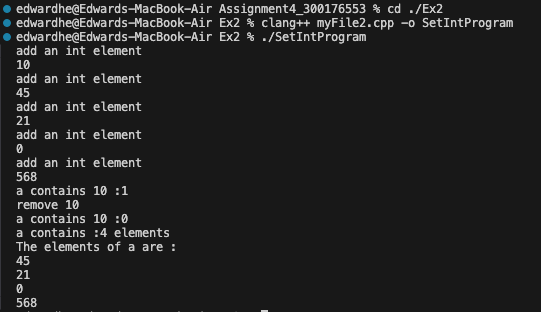 edwardhe@Edwards-MacBook-Air Assignment4_300176553 % cd ./Ex2
edwardhe@Edwards-MacBook-Air Ex2 % clang++ myFile2.cpp -o SetIntProgram
edwardhe@Edwards-MacBook-Air Ex2 % ./SetIntProgram
add an int element
10
add an int element
45
add an int element
21
add an int element
0
add an int element
568
a contains 10 :1
remove 10
a contains 10 :0
a contains :4 elements
The elements of a are :
45
21
0
568